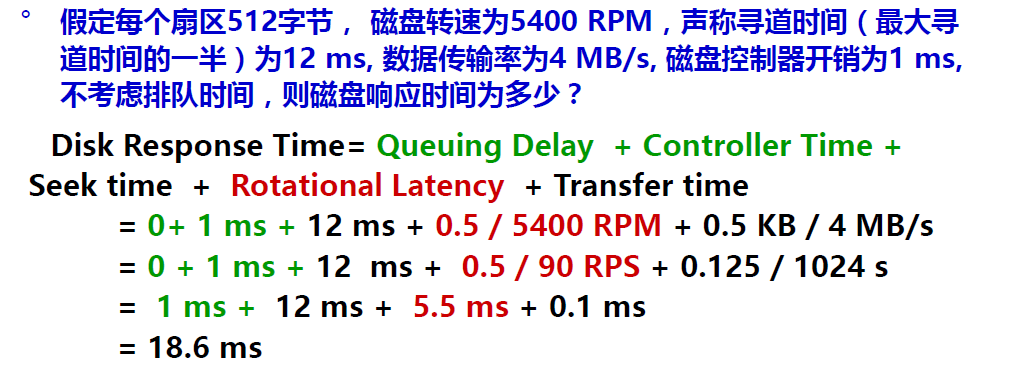 ° 假定每个扇区512字节， 磁盘转速为5400 RPM，声称寻道时间（最大寻
道时间的一半）为12 ms, 数据传输率为4 MB/s, 磁盘控制器开销为1 ms,
不考虑排队时间，则磁盘响应时间为多少？
Disk Response Time= Queuing Delay + Controller Time +
Seek time + Rotational Latency + Transfer time
= 0+ 1 ms + 12 ms + 0.5 / 5400 RPM + 0.5 KB / 4 MB/s
= 0 + 1 ms + 12 ms + 0.5 / 90 RPS + 0.125 / 1024 s
= 1 ms + 12 ms + 5.5 ms + 0.1 ms
= 18.6 ms